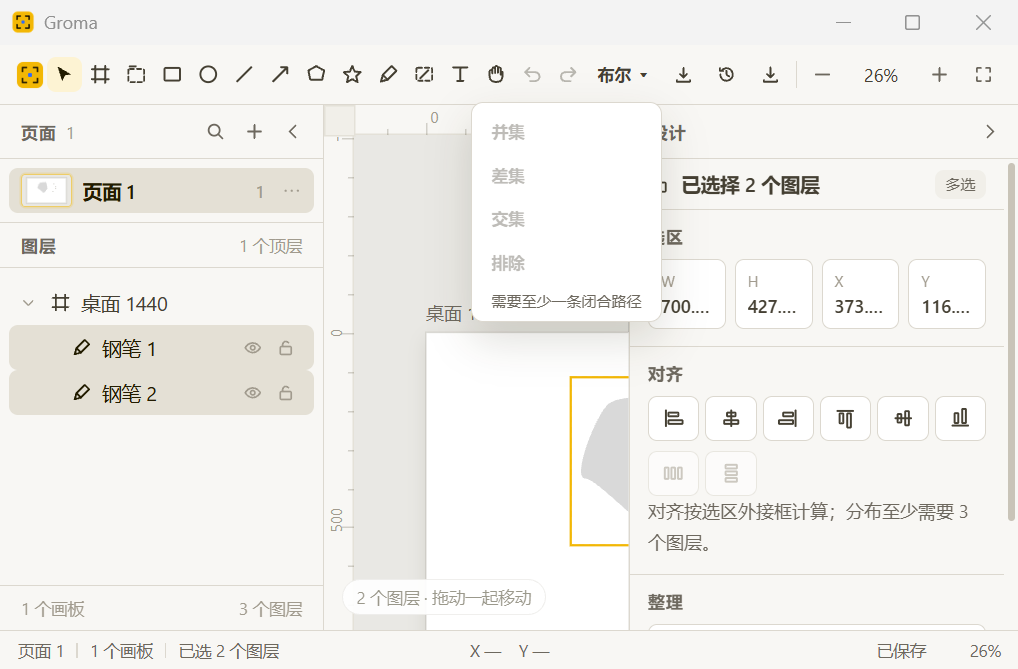 Groma
布尔
26%
页面 1
0
并集
差集
交集
排除
需要至少一条闭合路径
设计
页面 1
1
已选择 2 个图层
多选
图层
1 个顶层
选区
W
700....
H
427....
X
373....
Y
116....
桌面 1440
桌面 1
0
钢笔 1
钢笔 2
对齐
500
对齐按选区外接框计算；分布至少需要 3
个图层。
2 个图层 · 拖动一起移动
整理
1 个画板
3 个图层
页面 1
1 个画板
已选 2 个图层
X —
Y —
已保存
26%